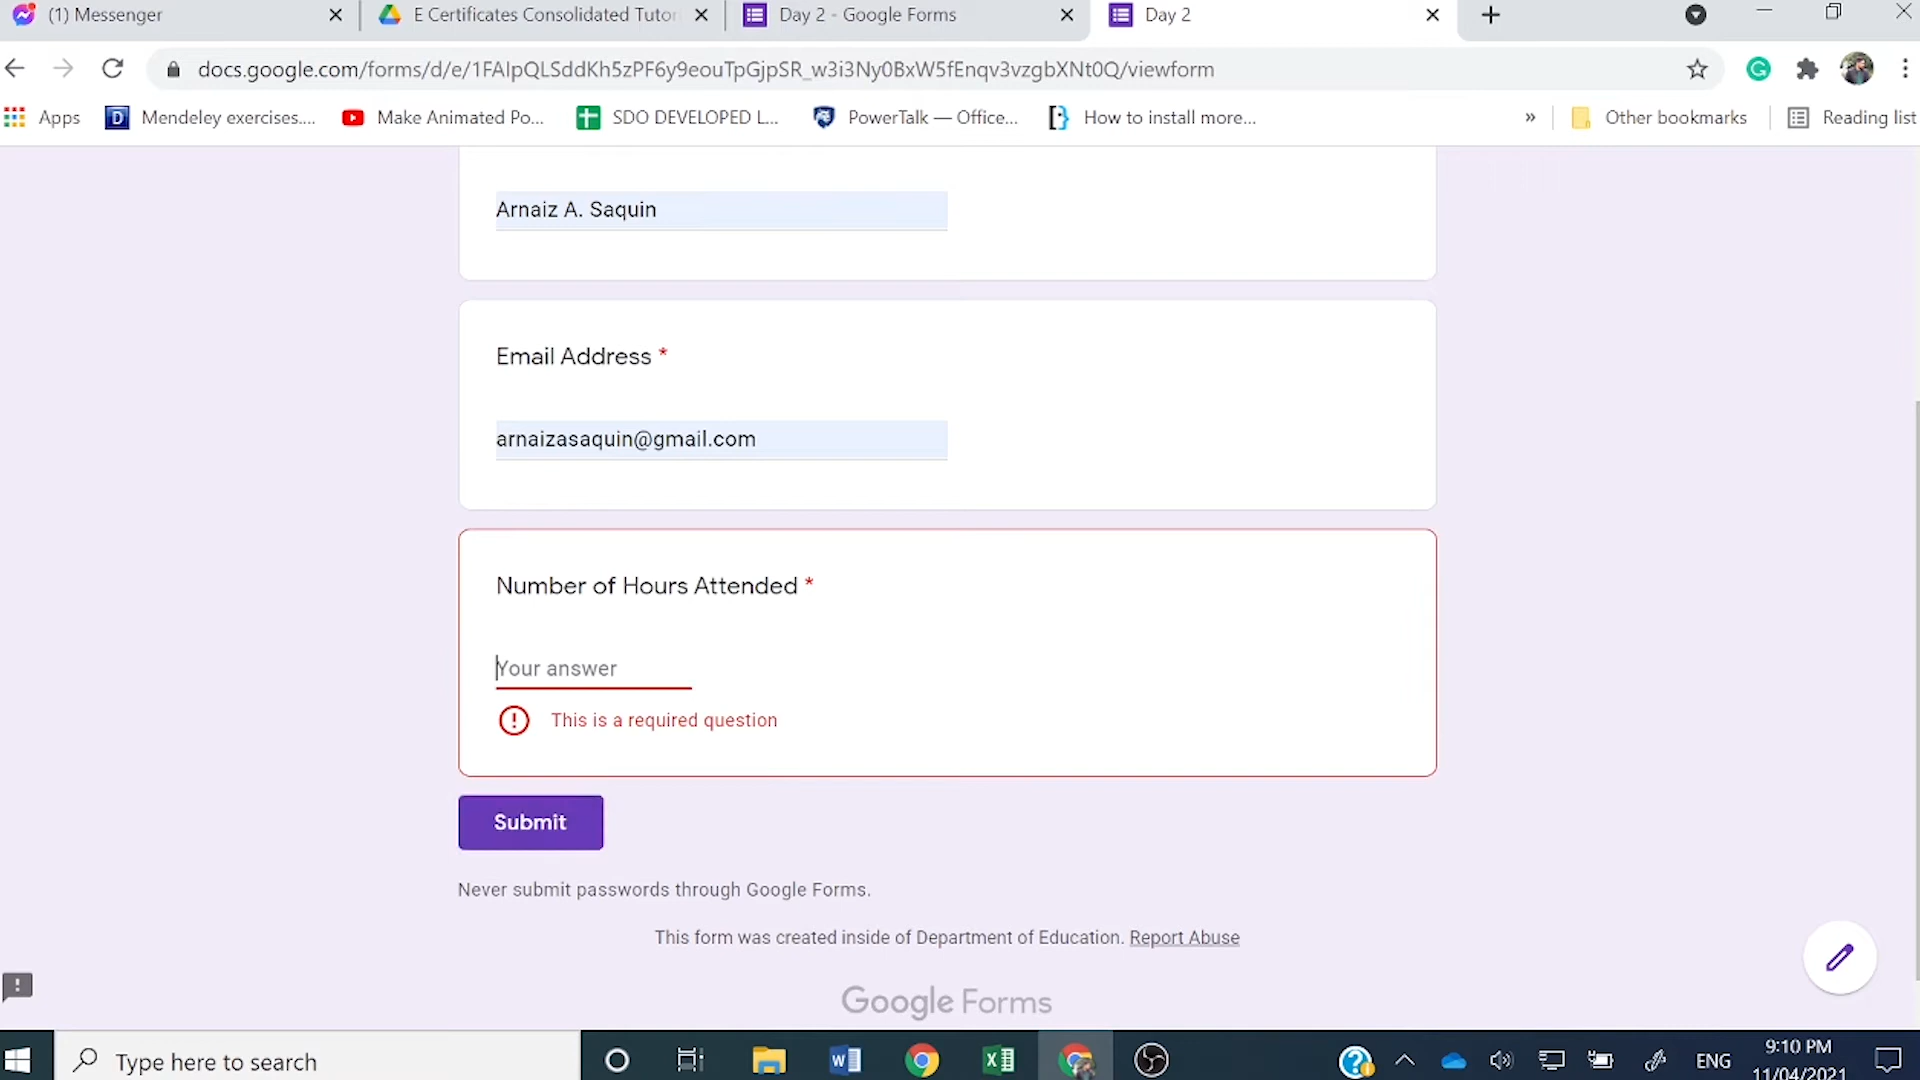 (1) Messenger
E Certificates Consolidated Tutor
Day 2 - Google Forms
Day 2
docs.google.com/forms/d/e/1FAIpQLSddKh5zPF6y9eouTpGjpSR_w3i3Ny0BxW5fEnqv3vzgbXNt0Q/viewform
Apps
Mendeley exercises....
Make Animated Po...
SDO DEVELOPED L...
PowerTalk — Office...
How to install more...
»
Other bookmarks
Reading list
Arnaiz A. Saquin
Email Address *
arnaizasaquin@gmail.com
Number of Hours Attended *
Your answer
This is a required question
Submit
Never submit passwords through Google Forms.
This form was created inside of Department of Education. Report Abuse
Google Forms
Type here to search
ENG
9:10 PM
11/04/2021